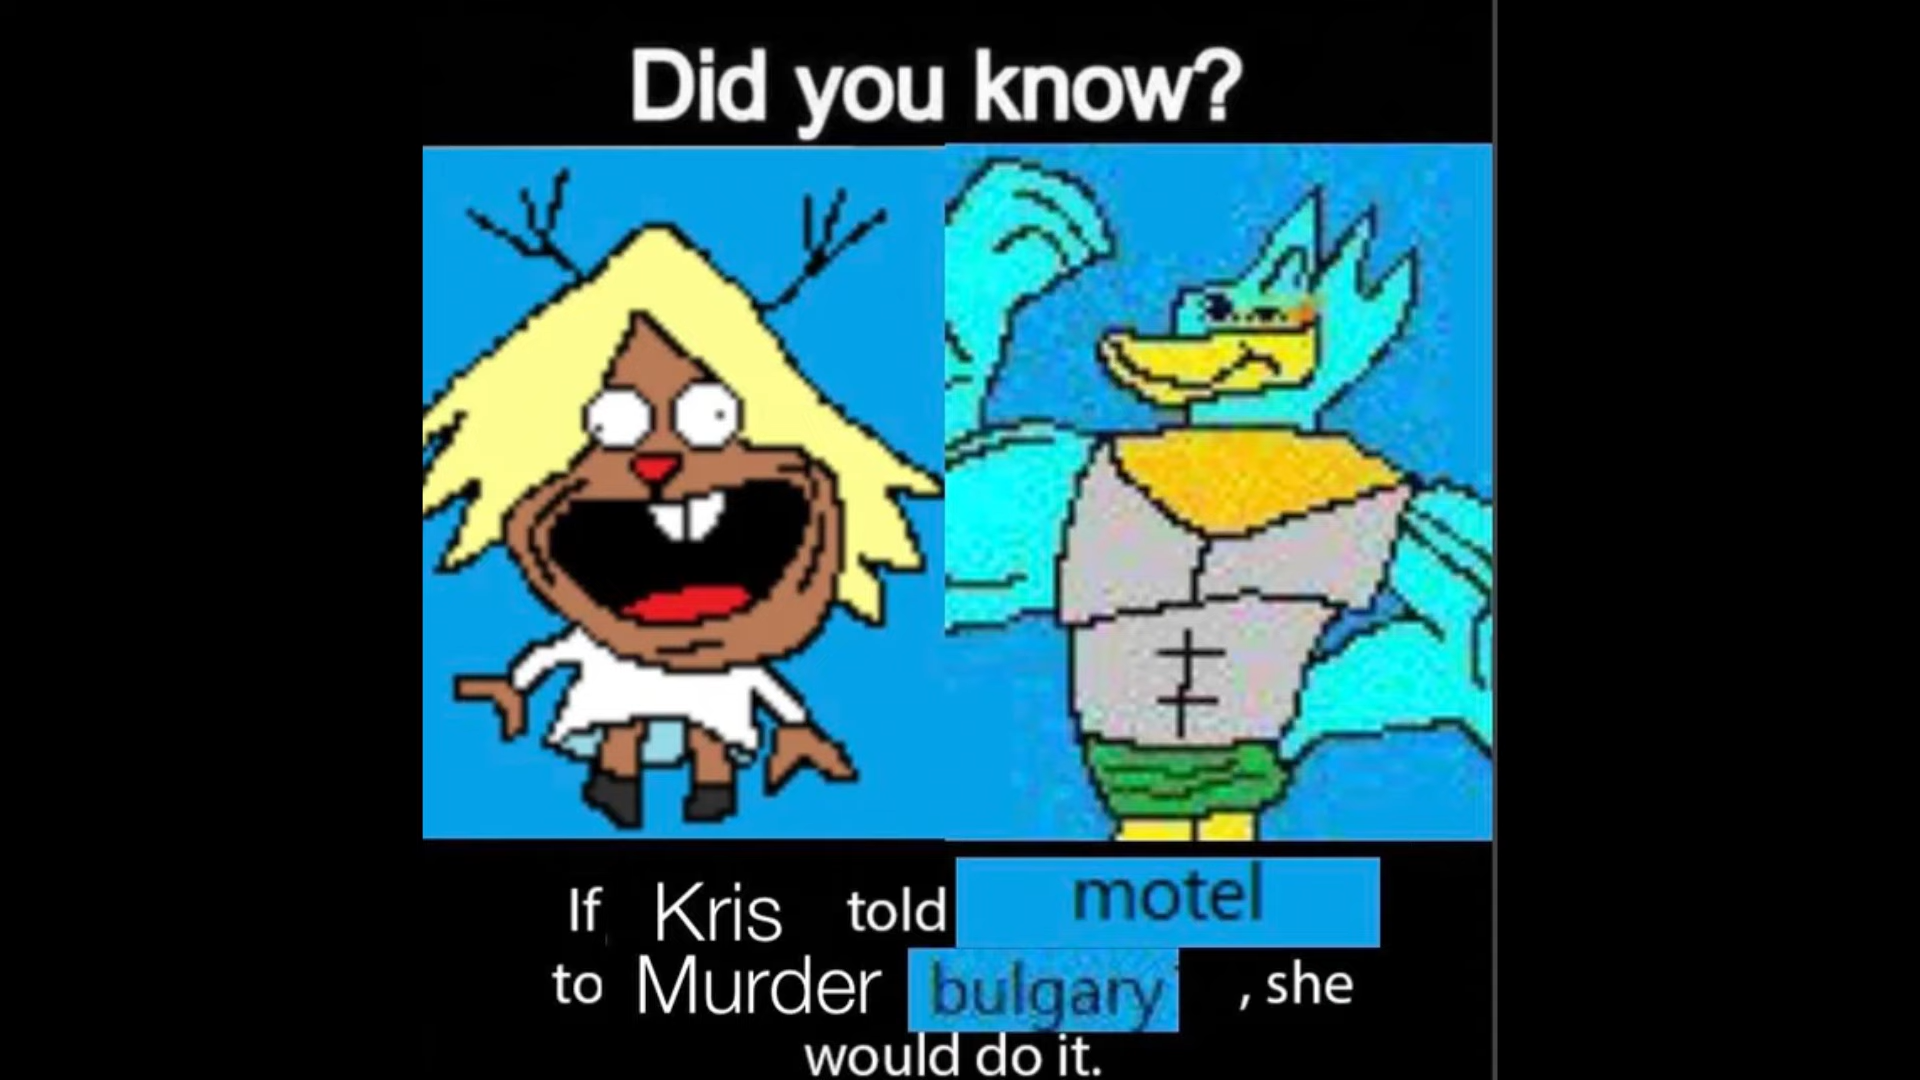 Did you know?
If Kris told motel
to Murder bulgary , she
would do it.